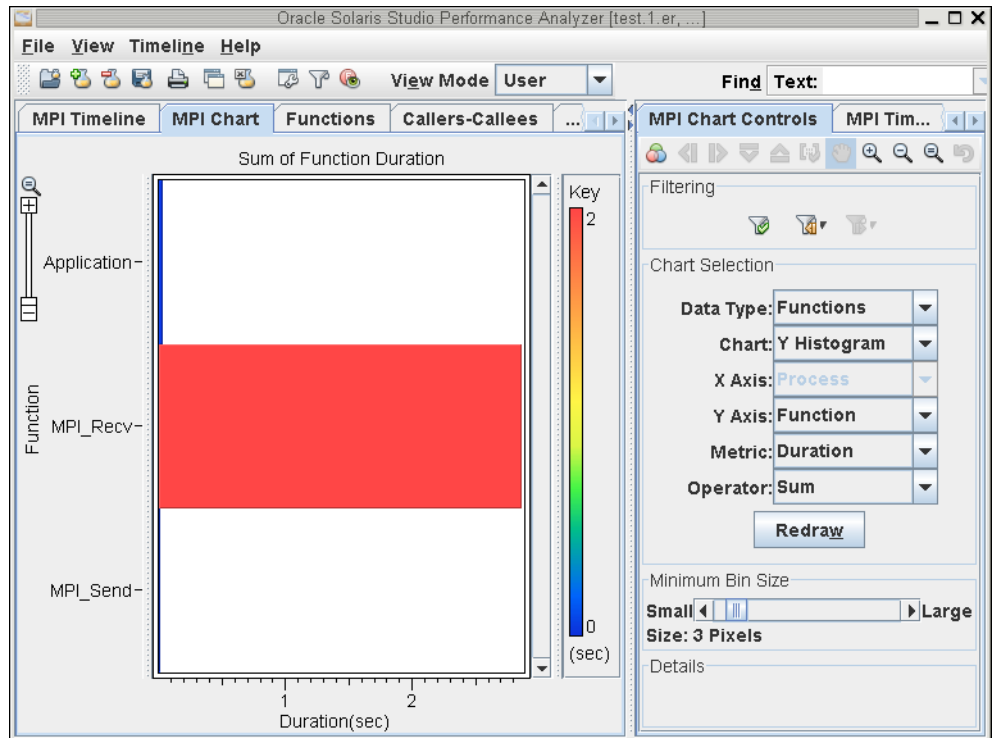 Oracle Solaris Studio Performance Analyzer [test.1.er, ...]
File View Timeline Help
View Mode User
Find Text:
MPI Timeline MPI Chart Functions Callers-Callees ...
MPI Chart Controls MPI Tim...
Sum of Function Duration
Application
MPI_Recv
MPI_Send
Function
1 2
Duration(sec)
Key
2
0
(sec)
Filtering
Chart Selection
Data Type: Functions
Chart: Y Histogram
X Axis: Process
Y Axis: Function
Metric: Duration
Operator: Sum
Redraw
Minimum Bin Size
Small Large
Size: 3 Pixels
Details